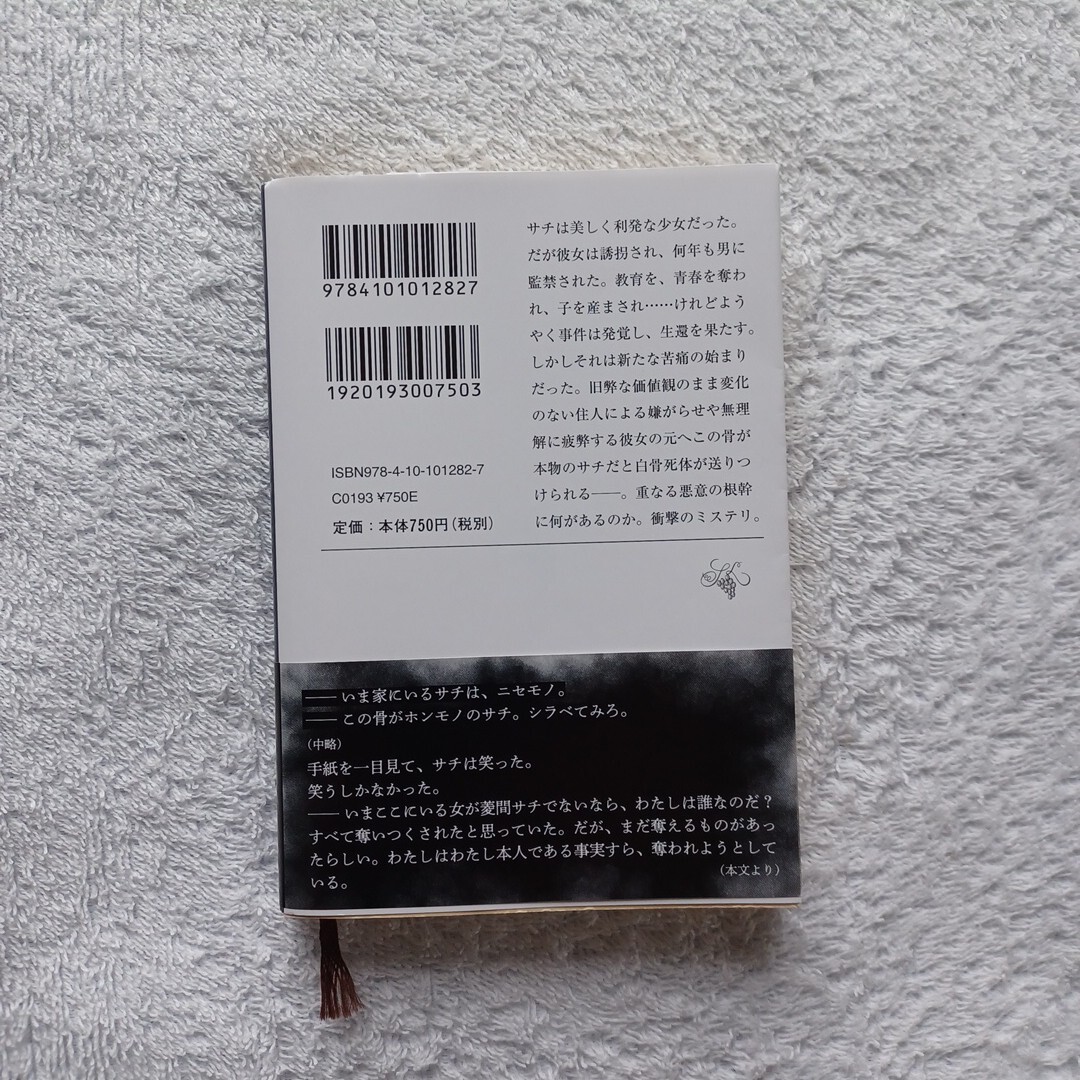 9784101012827
1920193007503
ISBN978-4-10-101282-7
C0193 ¥750E
定価:本体750円(税別)
サチは美しく利発な少女だった。
だが彼女は誘拐され、何年も男に
監禁された。教育を、青春を奪わ
れ、子を産まされ……けれどよう
やく事件は発覚し、生還を果たす。
しかしそれは新たな苦痛の始まり
だった。旧弊な価値観のまま変化
のない住人による嫌がらせや無理
解に疲弊する彼女の元へこの骨が
本物のサチだと白骨死体が送りつ
けられる――。重なる悪意の根幹
に何があるのか。衝撃のミステリ。
――いま家にいるサチは、ニセモノ。
――この骨がホンモノのサチ。シラベてみろ。
(中略)
手紙を一目見て、サチは笑った。
笑うしかなかった。
――いまここにいる女が菱間サチでないなら、わたしは誰なのだ?
すべて奪いつくされたと思っていた。だが、まだ奪えるものがあっ
たらしい。わたしはわたし本人である事実すら、奪われようとして
いる。
(本文より)